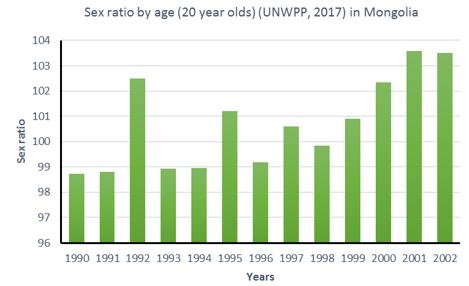 Sex ratio by age (20 year olds) (UNWPP, 2017) in Mongolia
104
103
102
101
100
99
98
97
96
Sex ratio
1990 1991 1992 1993 1994 1995 1996 1997 1998 1999 2000 2001 2002
Years